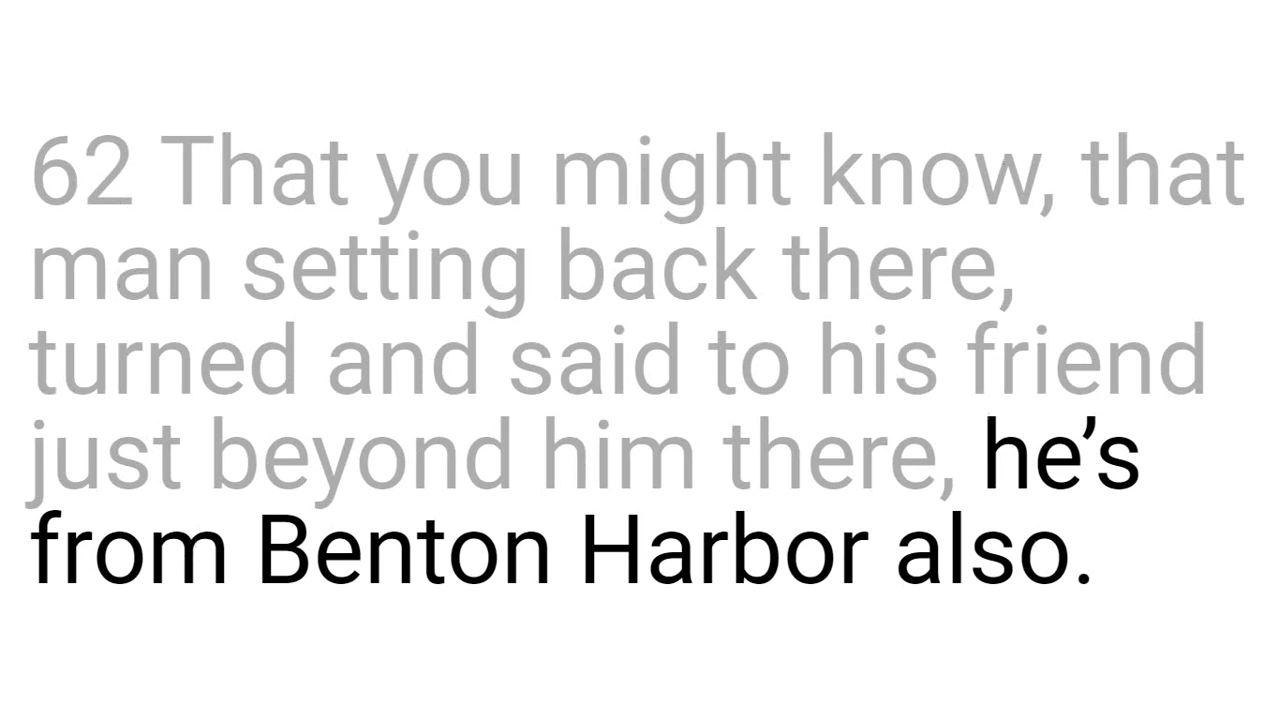 62 That you might know, that
man setting back there,
turned and said to his friend
just beyond him there, he’s
from Benton Harbor also.